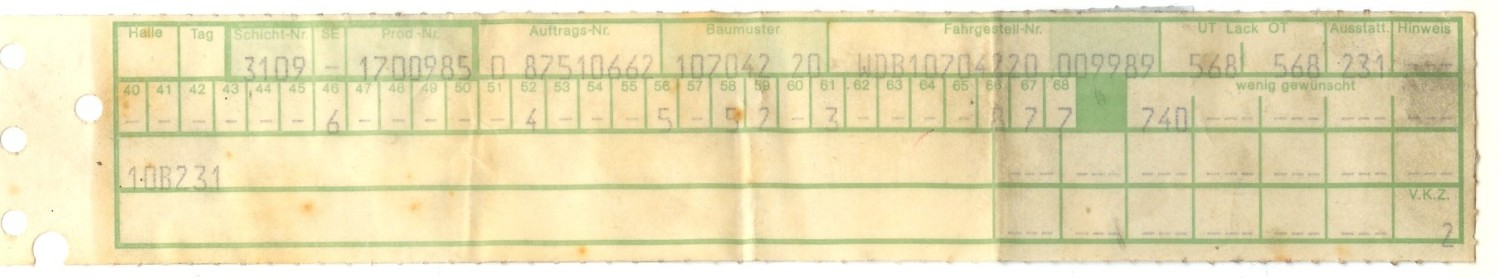 Halle Tag Schicht-Nr. SE Prod.-Nr. Auftrags-Nr. Baumuster Fahrgestell-Nr. UT Lack OT Ausstatt. Hinweis
3109 - 1700985 0 87510662 107042 20 WDB10704220 009989 568 568 231 ---
40 41 42 43 44 45 46 47 48 49 50 51 52 53 54 55 56 57 58 59 60 61 62 63 64 65 66 67 68 wenig gewünscht
- - - - - - 6 - - - - - 4 - - - 5 - 5 2 - 3 - - - - 8 7 7 740 --- --- --- ---
10B231 --- --- --- --- --- --- ---
V.K.Z.
--- --- --- --- --- --- 2